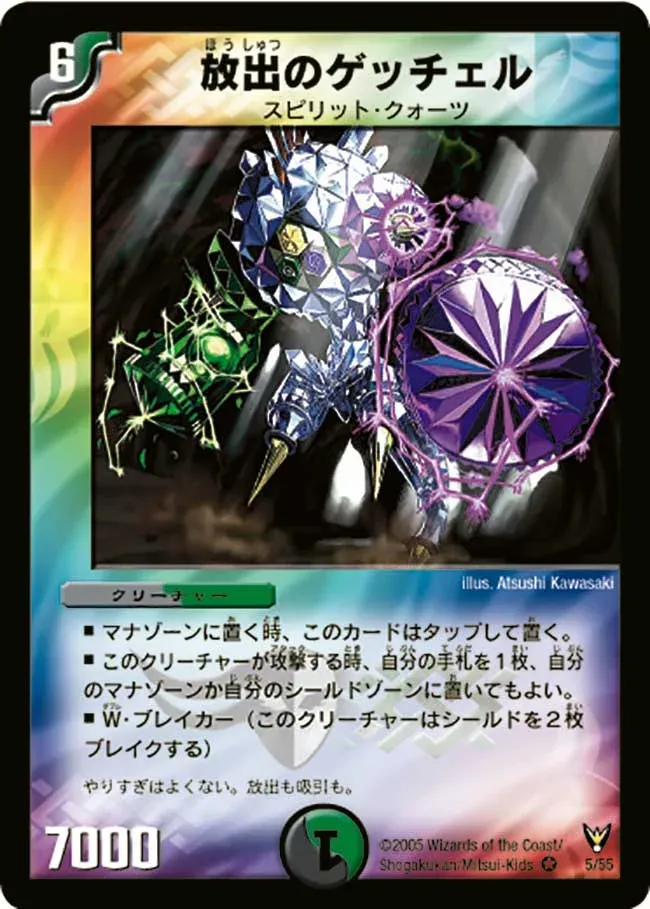 6
ほうしゅつ
放出のゲッチェル
スピリット・クォーツ
illus. Atsushi Kawasaki
クリーチャー
■ マナゾーンに置く時、このカードはタップして置く。
■ このクリーチャーが攻撃する時、自分の手札を1枚、自分
のマナゾーンか自分のシールドゾーンに置いてもよい。
■ W・ブレイカー（このクリーチャーはシールドを2枚
ブレイクする）
やりすぎはよくない。放出も吸引も。
7000
1
©2005 Wizards of the Coast/
Shogakukan/Mitsui-Kids
5/55